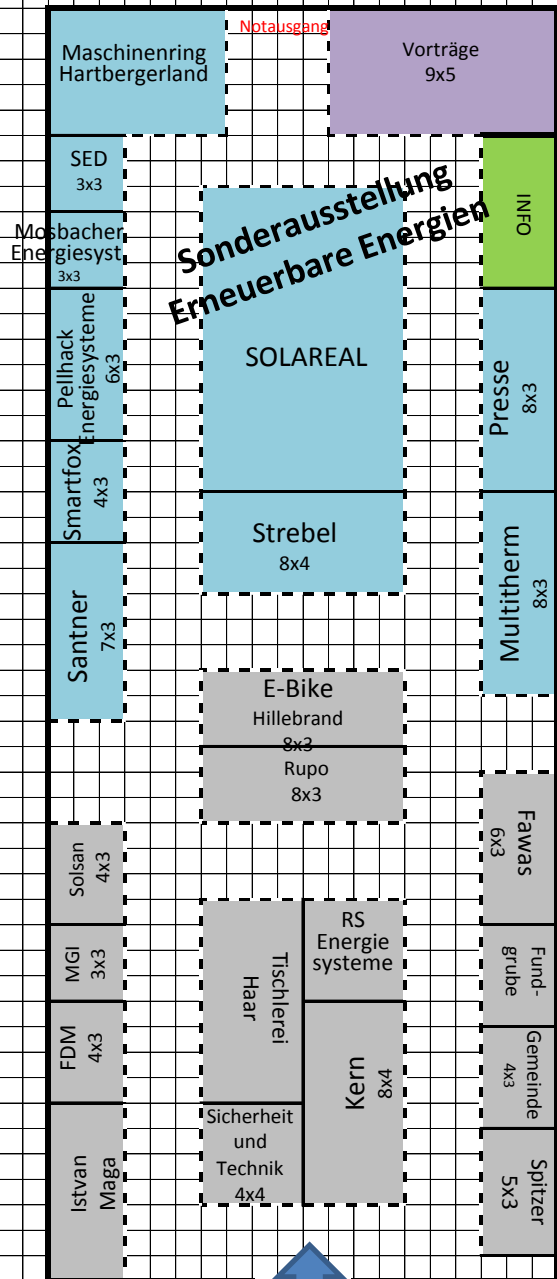 Maschinenring
Hartbergerland
Notausgang
Vorträge
9x5
SED
3x3
Mosbacher
Energiesyst
3x3
Pellhack
Energiesysteme
6x3
Smartfox
4x3
Santner
7x3
Sonderausstellung
Erneuerbare Energien
SOLAREAL
Strebel
8x4
INFO
Presse
8x3
Multitherm
8x3
E-Bike
Hillebrand
8x3
Rupo
8x3
Solsan
4x3
MGI
3x3
FDM
4x3
Istvan
Maga
Tischlerei
Haar
RS
Energie
systeme
Kern
8x4
Sicherheit
und
Technik
4x4
Fawas
6x3
Fund-
grube
Gemeinde
4x3
Spitzer
5x3